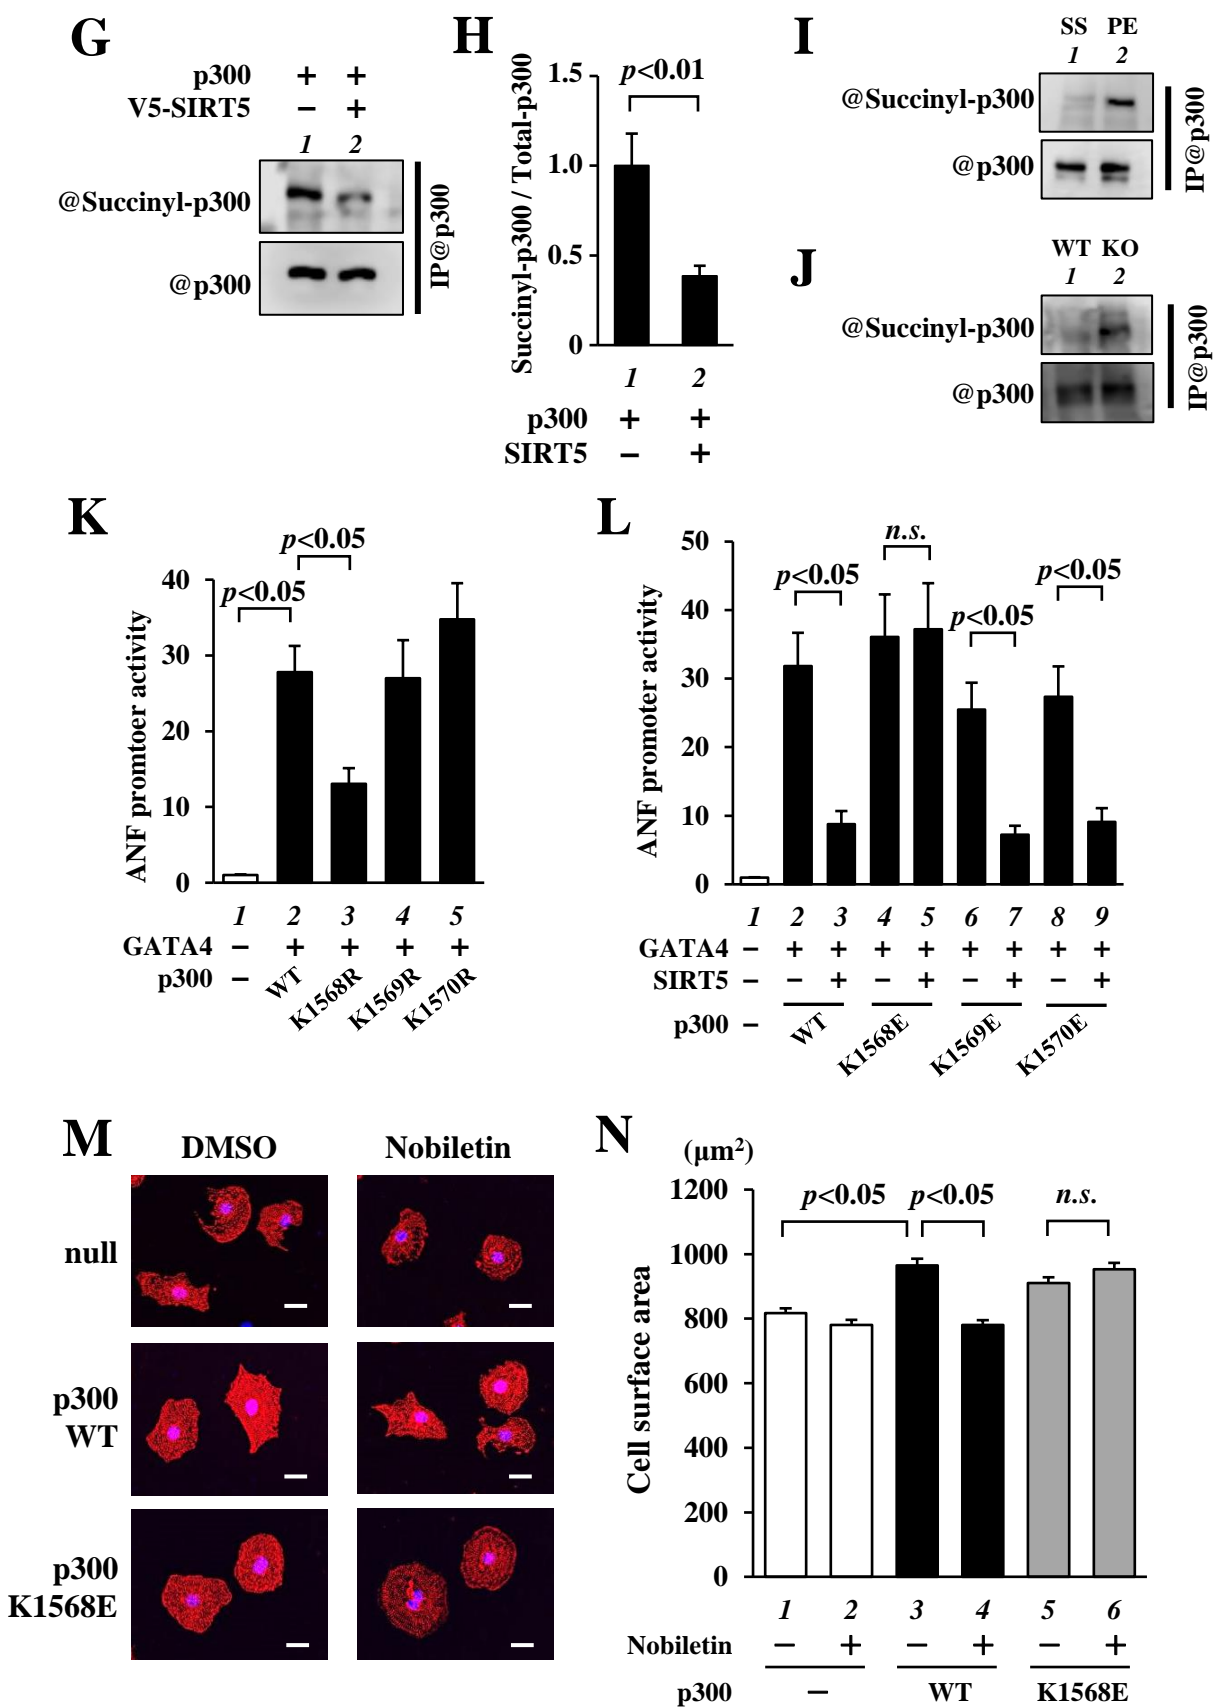 G
p300 + +
V5-SIRT5 − +
1 2
@Succinyl-p300
@p300
IP@p300
H
Succinyl-p300 / Total-p300
1.5
1.0
0.5
0
p<0.01
1 2
p300 + +
SIRT5 − +
I
SS PE
1 2
@Succinyl-p300
@p300
IP@p300
J
WT KO
1 2
@Succinyl-p300
@p300
IP@p300
K
ANF promtoer activity
40
30
20
10
0
p<0.05
p<0.05
1 2 3 4 5
GATA4 − + + + +
p300 − WT K1568R K1569R K1570R
L
ANF promoter activity
50
40
30
20
10
0
p<0.05
n.s.
p<0.05
p<0.05
1 2 3 4 5 6 7 8 9
GATA4 − + + + + + + + +
SIRT5 − − + − + − + − +
p300 − WT K1568E K1569E K1570E
M
DMSO Nobiletin
null
p300
WT
p300
K1568E
N
(µm²)
Cell surface area
1200
1000
800
600
400
200
0
p<0.05
p<0.05
n.s.
1 2 3 4 5 6
Nobiletin − + − + − +
p300 − WT K1568E